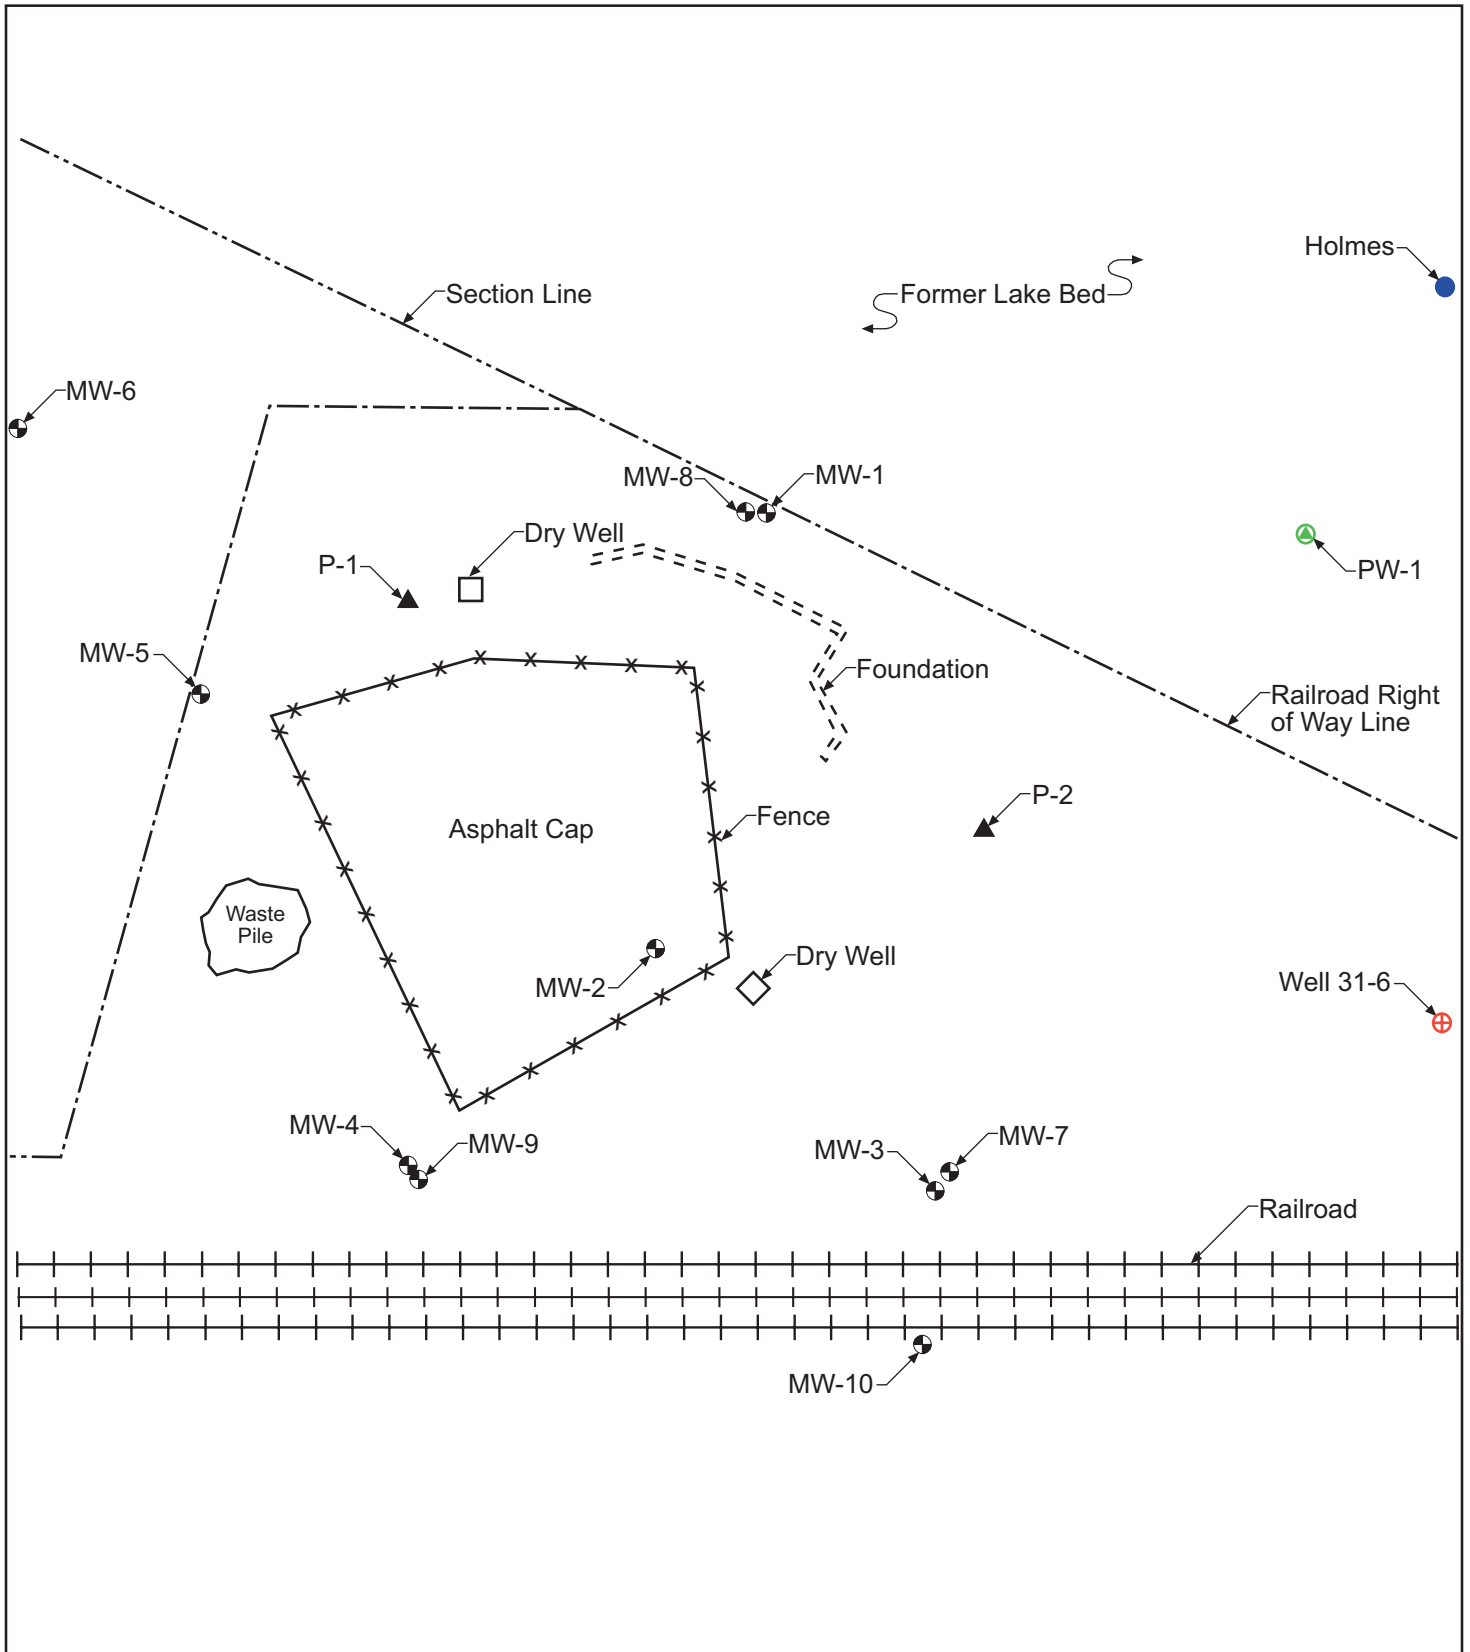 Holmes
Section Line
Former Lake Bed
MW-6
MW-8
MW-1
Dry Well
P-1
PW-1
MW-5
Foundation
Railroad Right
of Way Line
P-2
Fence
Asphalt Cap
Waste
Pile
MW-2
Dry Well
Well 31-6
MW-4
MW-9
MW-3
MW-7
Railroad
MW-10